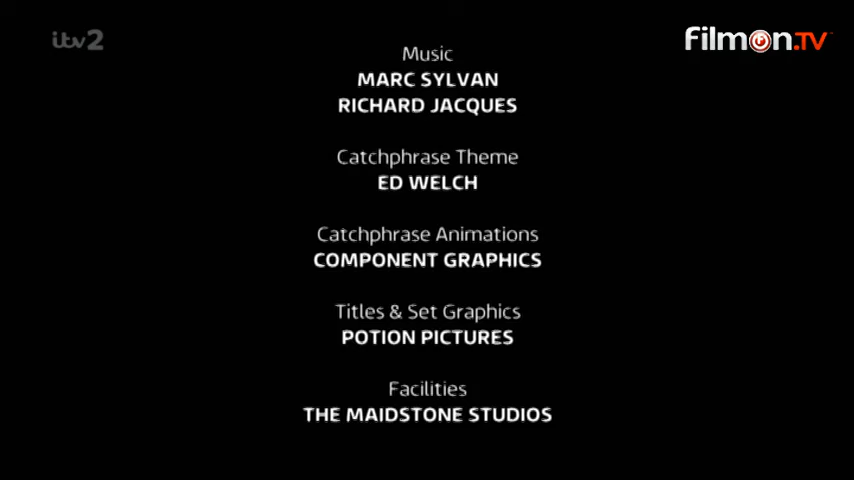 itv2
Filmon.TV
Music
MARC SYLVAN
RICHARD JACQUES
Catchphrase Theme
ED WELCH
Catchphrase Animations
COMPONENT GRAPHICS
Titles & Set Graphics
POTION PICTURES
Facilities
THE MAIDSTONE STUDIOS